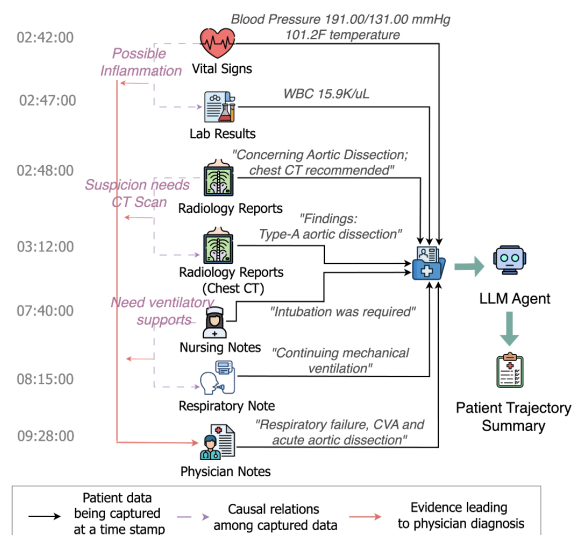 Blood Pressure 191.00/131.00 mmHg
101.2F temperature
02:42:00
Possible
Inflammation
Vital Signs
02:47:00
WBC 15.9K/uL
Lab Results
02:48:00
"Concerning Aortic Dissection;
chest CT recommended"
Suspicion needs
CT Scan
Radiology Reports
03:12:00
"Findings:
Type-A aortic dissection"
Radiology Reports
(Chest CT)
LLM Agent
07:40:00
Need ventilatory
supports
"Intubation was required"
Nursing Notes
"Continuing mechanical
ventilation"
08:15:00
Respiratory Note
Patient Trajectory
Summary
09:28:00
"Respiratory failure, CVA and
acute aortic dissection"
Physician Notes
Patient data
being captured
at a time stamp
Causal relations
among captured data
Evidence leading
to physician diagnosis